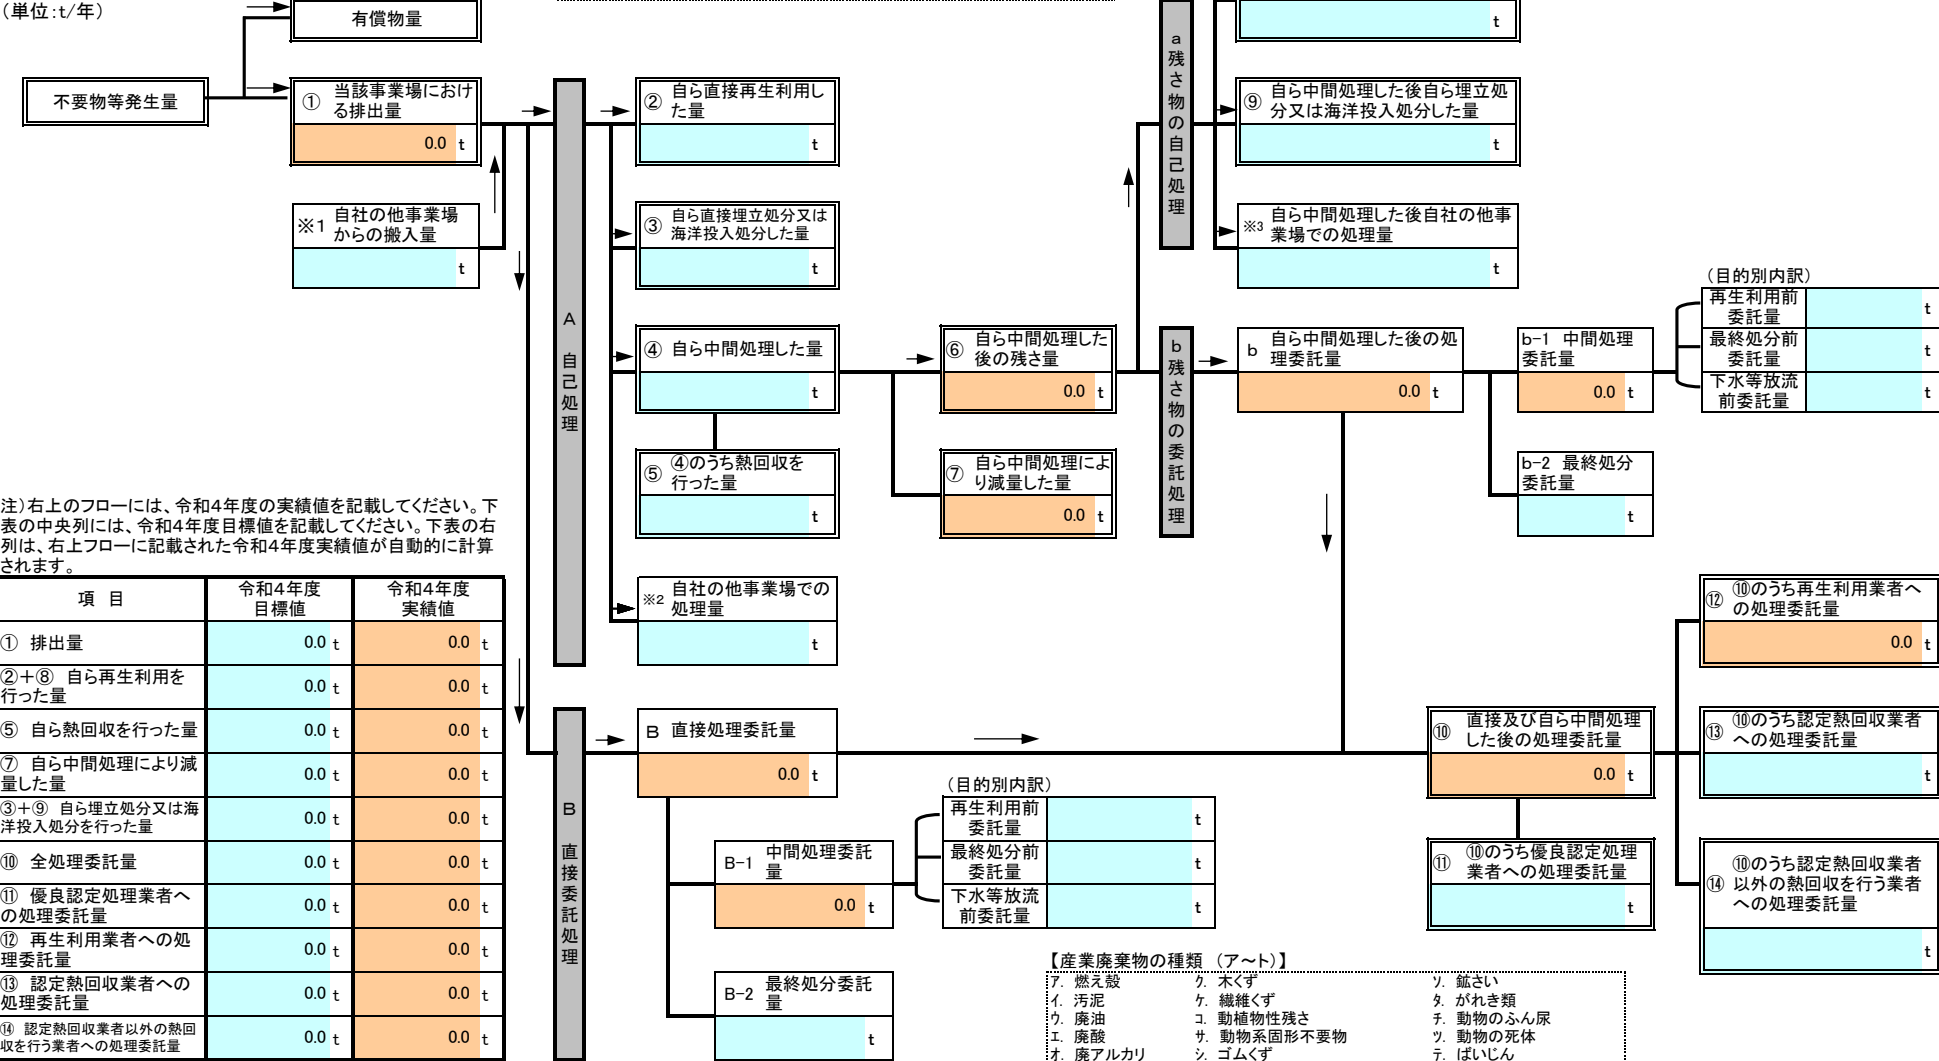 (単位:t/年)
有償物量
不要物等発生量
① 当該事業場におけ
る排出量
0.0 t
※1 自社の他事業場
からの搬入量
t
A
自
己
処
理
② 自ら直接再生利用し
た量
t
③ 自ら直接埋立処分又は
海洋投入処分した量
t
④ 自ら中間処理した量
t
⑤ ④のうち熱回収を
行った量
t
※2 自社の他事業場での
処理量
t
⑥ 自ら中間処理した
後の残さ量
0.0 t
⑦ 自ら中間処理によ
り減量した量
0.0 t
a
残
さ
物
の
自
己
処
理
t
⑨ 自ら中間処理した後自ら埋立処
分又は海洋投入処分した量
t
※3 自ら中間処理した後自社の他事
業場での処理量
t
b
残
さ
物
の
委
託
処
理
b 自ら中間処理した後の処
理委託量
0.0 t
b-1 中間処理
委託量
0.0 t
b-2 最終処分
委託量
t
(目的別内訳)
再生利用前
委託量
t
最終処分前
委託量
t
下水等放流
前委託量
t
注)右上のフローには、令和4年度の実績値を記載してください。下
表の中央列には、令和4年度目標値を記載してください。下表の右
列は、右上フローに記載された令和4年度実績値が自動的に計算
されます。
項 目
令和4年度
目標値
令和4年度
実績値
① 排出量 0.0 t 0.0 t
②+⑧ 自ら再生利用を
行った量 0.0 t 0.0 t
⑤ 自ら熱回収を行った量 0.0 t 0.0 t
⑦ 自ら中間処理により減
量した量 0.0 t 0.0 t
③+⑨ 自ら埋立処分又は海
洋投入処分を行った量 0.0 t 0.0 t
⑩ 全処理委託量 0.0 t 0.0 t
⑪ 優良認定処理業者へ
の処理委託量 0.0 t 0.0 t
⑫ 再生利用業者への処
理委託量 0.0 t 0.0 t
⑬ 認定熱回収業者への
処理委託量 0.0 t 0.0 t
⑭ 認定熱回収業者以外の熱回
収を行う業者への処理委託量 0.0 t 0.0 t
B
直
接
委
託
処
理
B 直接処理委託量
0.0 t
B-1 中間処理委託
量
0.0 t
B-2 最終処分委託
量
t
(目的別内訳)
再生利用前
委託量
t
最終処分前
委託量
t
下水等放流
前委託量
t
⑩ 直接及び自ら中間処理
した後の処理委託量
0.0 t
⑪ ⑩のうち優良認定処理
業者への処理委託量
t
⑫ ⑩のうち再生利用業者へ
の処理委託量
0.0 t
⑬ ⑩のうち認定熱回収業者
への処理委託量
t
⑭ ⑩のうち認定熱回収業者
以外の熱回収を行う業者
への処理委託量
t
【産業廃棄物の種類 (ア~ト)】
ア. 燃え殻 ク. 木くず ソ. 鉱さい
イ. 汚泥 ケ. 繊維くず タ. がれき類
ウ. 廃油 コ. 動植物性残さ チ. 動物のふん尿
エ. 廃酸 サ. 動物系固形不要物 ツ. 動物の死体
オ. 廃アルカリ シ. ゴムくず テ. ばいじん